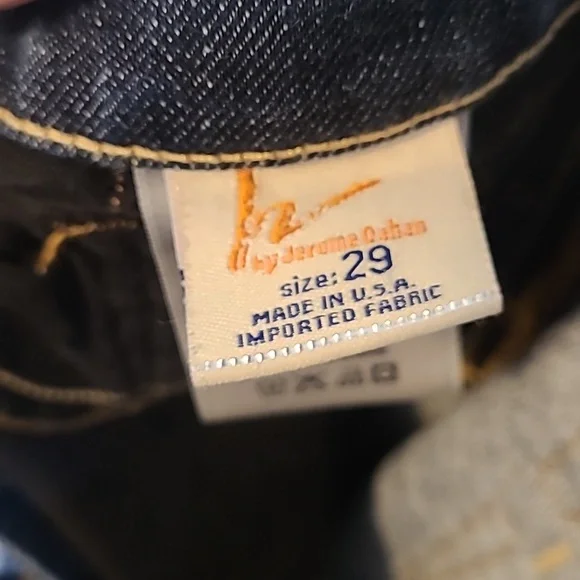 by Jerome Dahan
size: 29
MADE IN U.S.A.
IMPORTED FABRIC